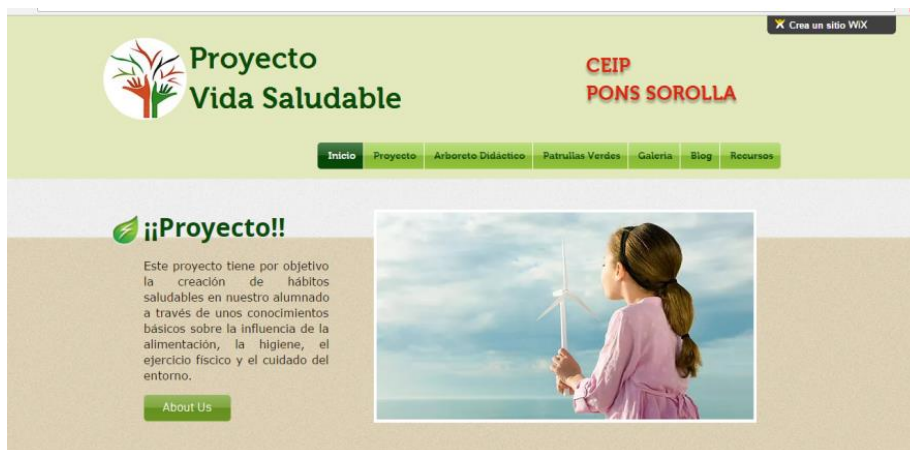 Crea un sitio WiX
Proyecto
Vida Saludable
CEIP
PONS SOROLLA
Inicio Proyecto Arboreto Didáctico Patrullas Verdes Galeria Blog Recursos
¡¡Proyecto!!
Este proyecto tiene por objetivo
la creación de hábitos
saludables en nuestro alumnado
a través de unos conocimientos
básicos sobre la influencia de la
alimentación, la higiene, el
ejercicio fiscico y el cuidado del
entorno.
About Us